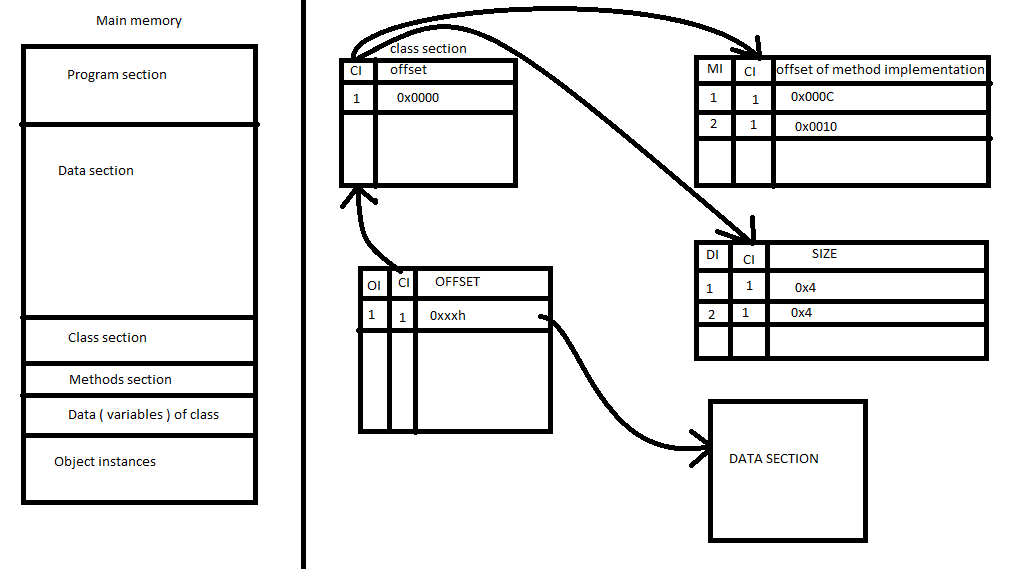 Main memory
Program section
Data section
Class section
Methods section
Data ( variables ) of class
Object instances
class section
CI offset
1 0x0000
MI CI offset of method implementation
1 1 0x000C
2 1 0x0010
OI CI OFFSET
1 1 0xxxh
DI CI SIZE
1 1 0x4
2 1 0x4
DATA SECTION